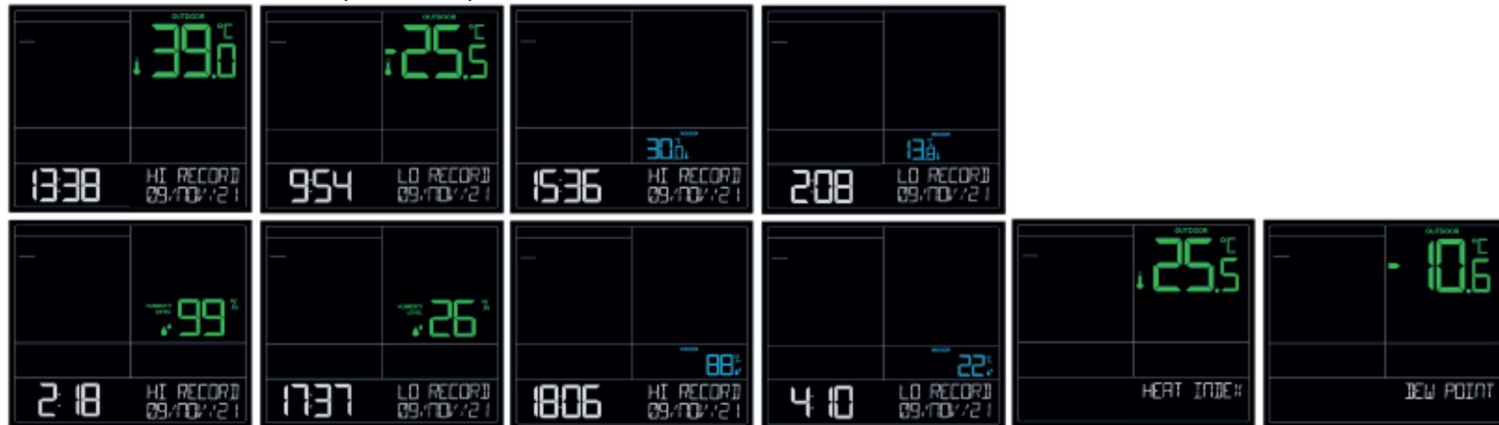 OUTDOOR
39.0 °C
13:38
HI RECORD
09/NOV/21
OUTDOOR
-25.5 °C
9:54
LO RECORD
09/NOV/21
INDOOR
30.0 °C
15:36
HI RECORD
09/NOV/21
INDOOR
13.8 °C
2:08
LO RECORD
09/NOV/21
HUMIDITY
LEVEL
99
2:18
HI RECORD
09/NOV/21
HUMIDITY
LEVEL
26
17:37
LO RECORD
09/NOV/21
INDOOR
88
18:06
HI RECORD
09/NOV/21
INDOOR
22
4:10
LO RECORD
09/NOV/21
OUTDOOR
25.5 °C
HEAT INDEX
OUTDOOR
-10.6 °C
DEW POINT